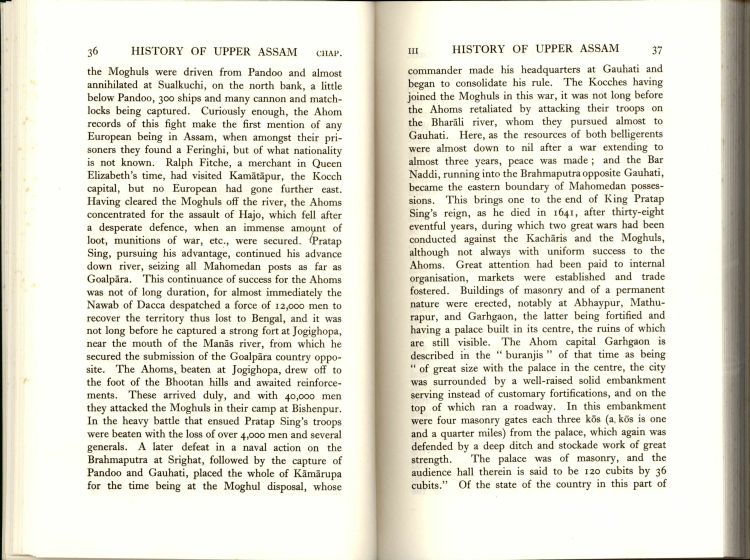 36 HISTORY OF UPPER ASSAM CHAP.
the Moghuls were driven from Pandoo and almost
annihilated at Sualkuchi, on the north bank, a little
below Pandoo, 300 ships and many cannon and match-
locks being captured. Curiously enough, the Ahom
records of this fight make the first mention of any
European being in Assam, when amongst their pri-
soners they found a Feringhi, but of what nationality
is not known. Ralph Fitche, a merchant in Queen
Elizabeth's time, had visited Kamātāpur, the Kocch
capital, but no European had gone further east.
Having cleared the Moghuls off the river, the Ahoms
concentrated for the assault of Hajo, which fell after
a desperate defence, when an immense amount of
loot, munitions of war, etc., were secured. Pratap
Sing, pursuing his advantage, continued his advance
down river, seizing all Mahomedan posts as far as
Goalpāra. This continuance of success for the Ahoms
was not of long duration, for almost immediately the
Nawab of Dacca despatched a force of 12,000 men to
recover the territory thus lost to Bengal, and it was
not long before he captured a strong fort at Jogighopa,
near the mouth of the Manās river, from which he
secured the submission of the Goalpāra country oppo-
site. The Ahoms, beaten at Jogighopa, drew off to
the foot of the Bhootan hills and awaited reinforce-
ments. These arrived duly, and with 40,000 men
they attacked the Moghuls in their camp at Bishenpur.
In the heavy battle that ensued Pratap Sing's troops
were beaten with the loss of over 4,000 men and several
generals. A later defeat in a naval action on the
Brahmaputra at Srighat, followed by the capture of
Pandoo and Gauhati, placed the whole of Kāmārupa
for the time being at the Moghul disposal, whose
III HISTORY OF UPPER ASSAM 37
commander made his headquarters at Gauhati and
began to consolidate his rule. The Kocches having
joined the Moghuls in this war, it was not long before
the Ahoms retaliated by attacking their troops on
the Bharāli river, whom they pursued almost to
Gauhati. Here, as the resources of both belligerents
were almost down to nil after a war extending to
almost three years, peace was made; and the Bar
Naddi, running into the Brahmaputra opposite Gauhati,
became the eastern boundary of Mahomedan posses-
sions. This brings one to the end of King Pratap
Sing's reign, as he died in 1641, after thirty-eight
eventful years, during which two great wars had been
conducted against the Kachāris and the Moghuls,
although not always with uniform success to the
Ahoms. Great attention had been paid to internal
organisation, markets were established and trade
fostered. Buildings of masonry and of a permanent
nature were erected, notably at Abhaypur, Mathu-
rapur, and Garhgaon, the latter being fortified and
having a palace built in its centre, the ruins of which
are still visible. The Ahom capital Garhgaon is
described in the "buranjis" of that time as being
"of great size with the palace in the centre, the city
was surrounded by a well-raised solid embankment
serving instead of customary fortifications, and on the
top of which ran a roadway. In this embankment
were four masonry gates each three kōs (a kōs is one
and a quarter miles) from the palace, which again was
defended by a deep ditch and stockade work of great
strength. The palace was of masonry, and the
audience hall therein is said to be 120 cubits by 36
cubits." Of the state of the country in this part of